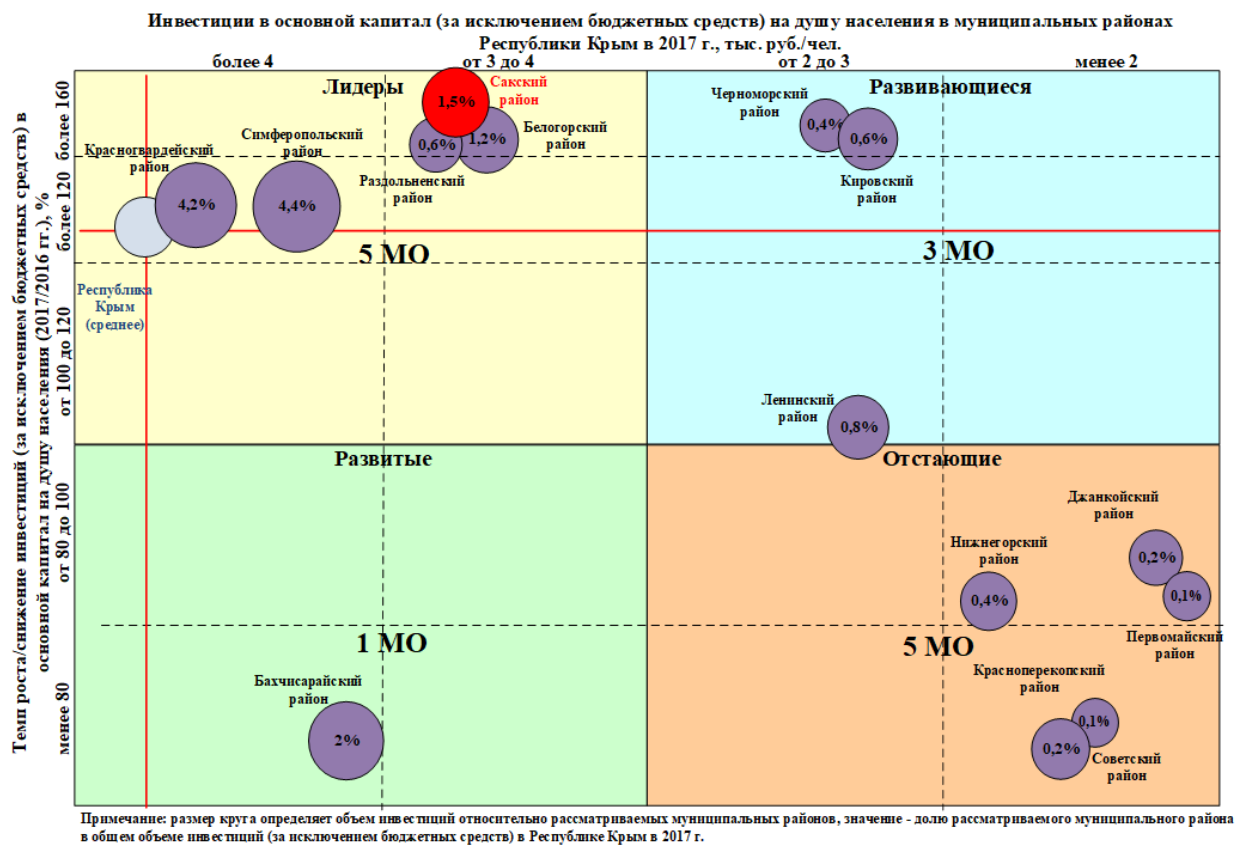 Инвестиции в основной капитал (за исключением бюджетных средств) на душу населения в муниципальных районах
Республики Крым в 2017 г., тыс. руб./чел.
более 4
от 3 до 4
от 2 до 3
менее 2
Темп роста/снижение инвестиций (за исключением бюджетных средств) в
основной капитал на душу населения (2017/2016 гг.), %
более 160
более 120
от 100 до 120
от 80 до 100
менее 80
Лидеры
Сакский
район
1,5%
Симферопольский
район
Красногвардейский
район
Белогорский
район
1,2%
0,6%
Раздольненский
район
4,2%
4,4%
5 МО
Республика
Крым
(среднее)
Развивающиеся
Черноморский
район
0,4%
0,6%
Кировский
район
3 МО
Ленинский
район
0,8%
Развитые
1 МО
Бахчисарайский
район
2%
Отстающие
Джанкойский
район
0,2%
Нижнегорский
район
0,4%
0,1%
Первомайский
район
5 МО
Красноперекопский
район
0,1%
0,2%
Советский
район
Примечание: размер круга определяет объем инвестиций относительно рассматриваемых муниципальных районов, значение - долю рассматриваемого муниципального района
в общем объеме инвестиций (за исключением бюджетных средств) в Республике Крым в 2017 г.